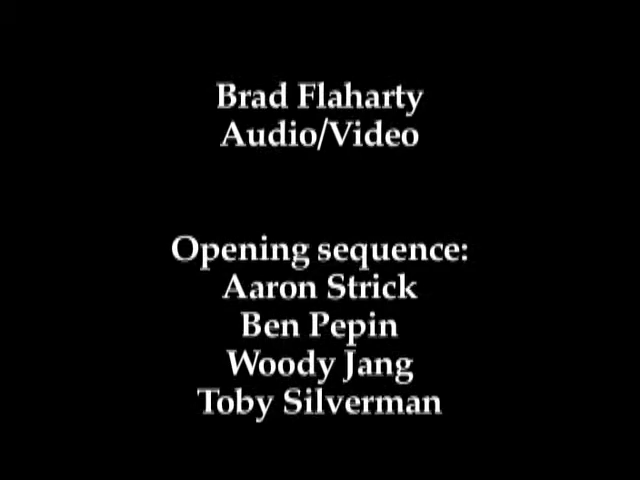 Brad Flaharty
Audio/Video
Opening sequence:
Aaron Strick
Ben Pepin
Woody Jang
Toby Silverman